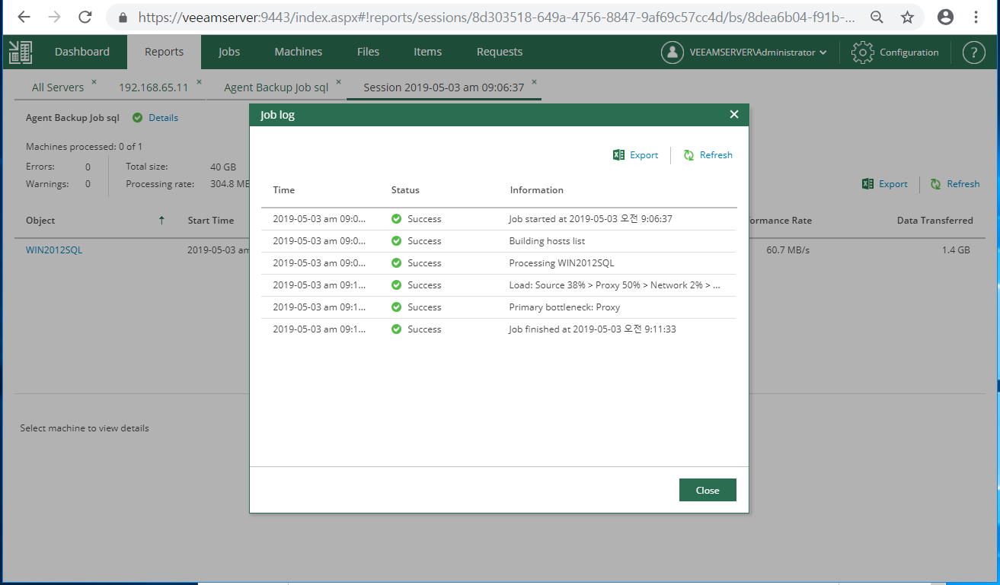 https://veeamserver:9443/index.aspx#!reports/sessions/8d303518-649a-4756-8847-9af69c57cc4d/bs/8dea6b04-f91b-...
Dashboard Reports Jobs Machines Files Items Requests VEEAMSERVER\Administrator Configuration ?
All Servers × 192.168.65.11 × Agent Backup Job sql × Session 2019-05-03 am 09:06:37 ×
Agent Backup Job sql Details
Machines processed: 0 of 1
Errors: 0 Total size: 40 GB
Warnings: 0 Processing rate: 304.8 MB
Export Refresh
Object Start Time ormance Rate Data Transferred
WIN2012SQL 2019-05-03 am 60.7 MB/s 1.4 GB
Select machine to view details
Job log
Export Refresh
Time Status Information
2019-05-03 am 09:0... Success Job started at 2019-05-03 오전 9:06:37
2019-05-03 am 09:0... Success Building hosts list
2019-05-03 am 09:0... Success Processing WIN2012SQL
2019-05-03 am 09:1... Success Load: Source 38% > Proxy 50% > Network 2% > ...
2019-05-03 am 09:1... Success Primary bottleneck: Proxy
2019-05-03 am 09:1... Success Job finished at 2019-05-03 오전 9:11:33
Close